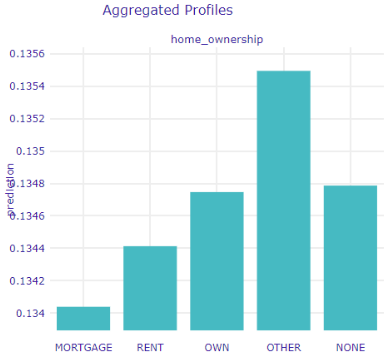 Aggregated Profiles
home_ownership
0.1356
0.1354
0.1352
0.135
0.1348
0.1346
0.1344
0.1342
0.134
prediction
MORTGAGE RENT OWN OTHER NONE